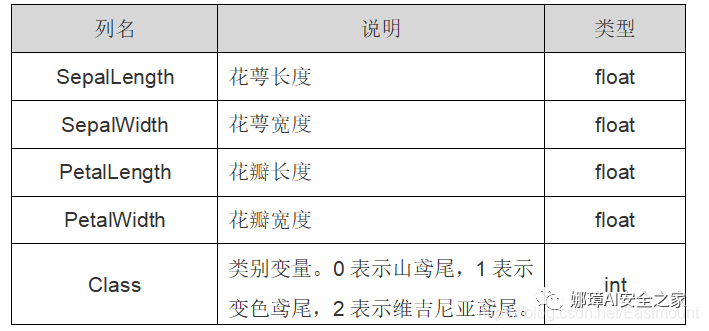 列名 说明 类型
SepalLength 花萼长度 float
SepalWidth 花萼宽度 float
PetalLength 花瓣长度 float
PetalWidth 花瓣宽度 float
Class 类别变量。0 表示山鸢尾，1 表示
变色鸢尾，2 表示维吉尼亚鸢尾。 int
娜璋AI安全之家
blog.csdn.net/Eastmount